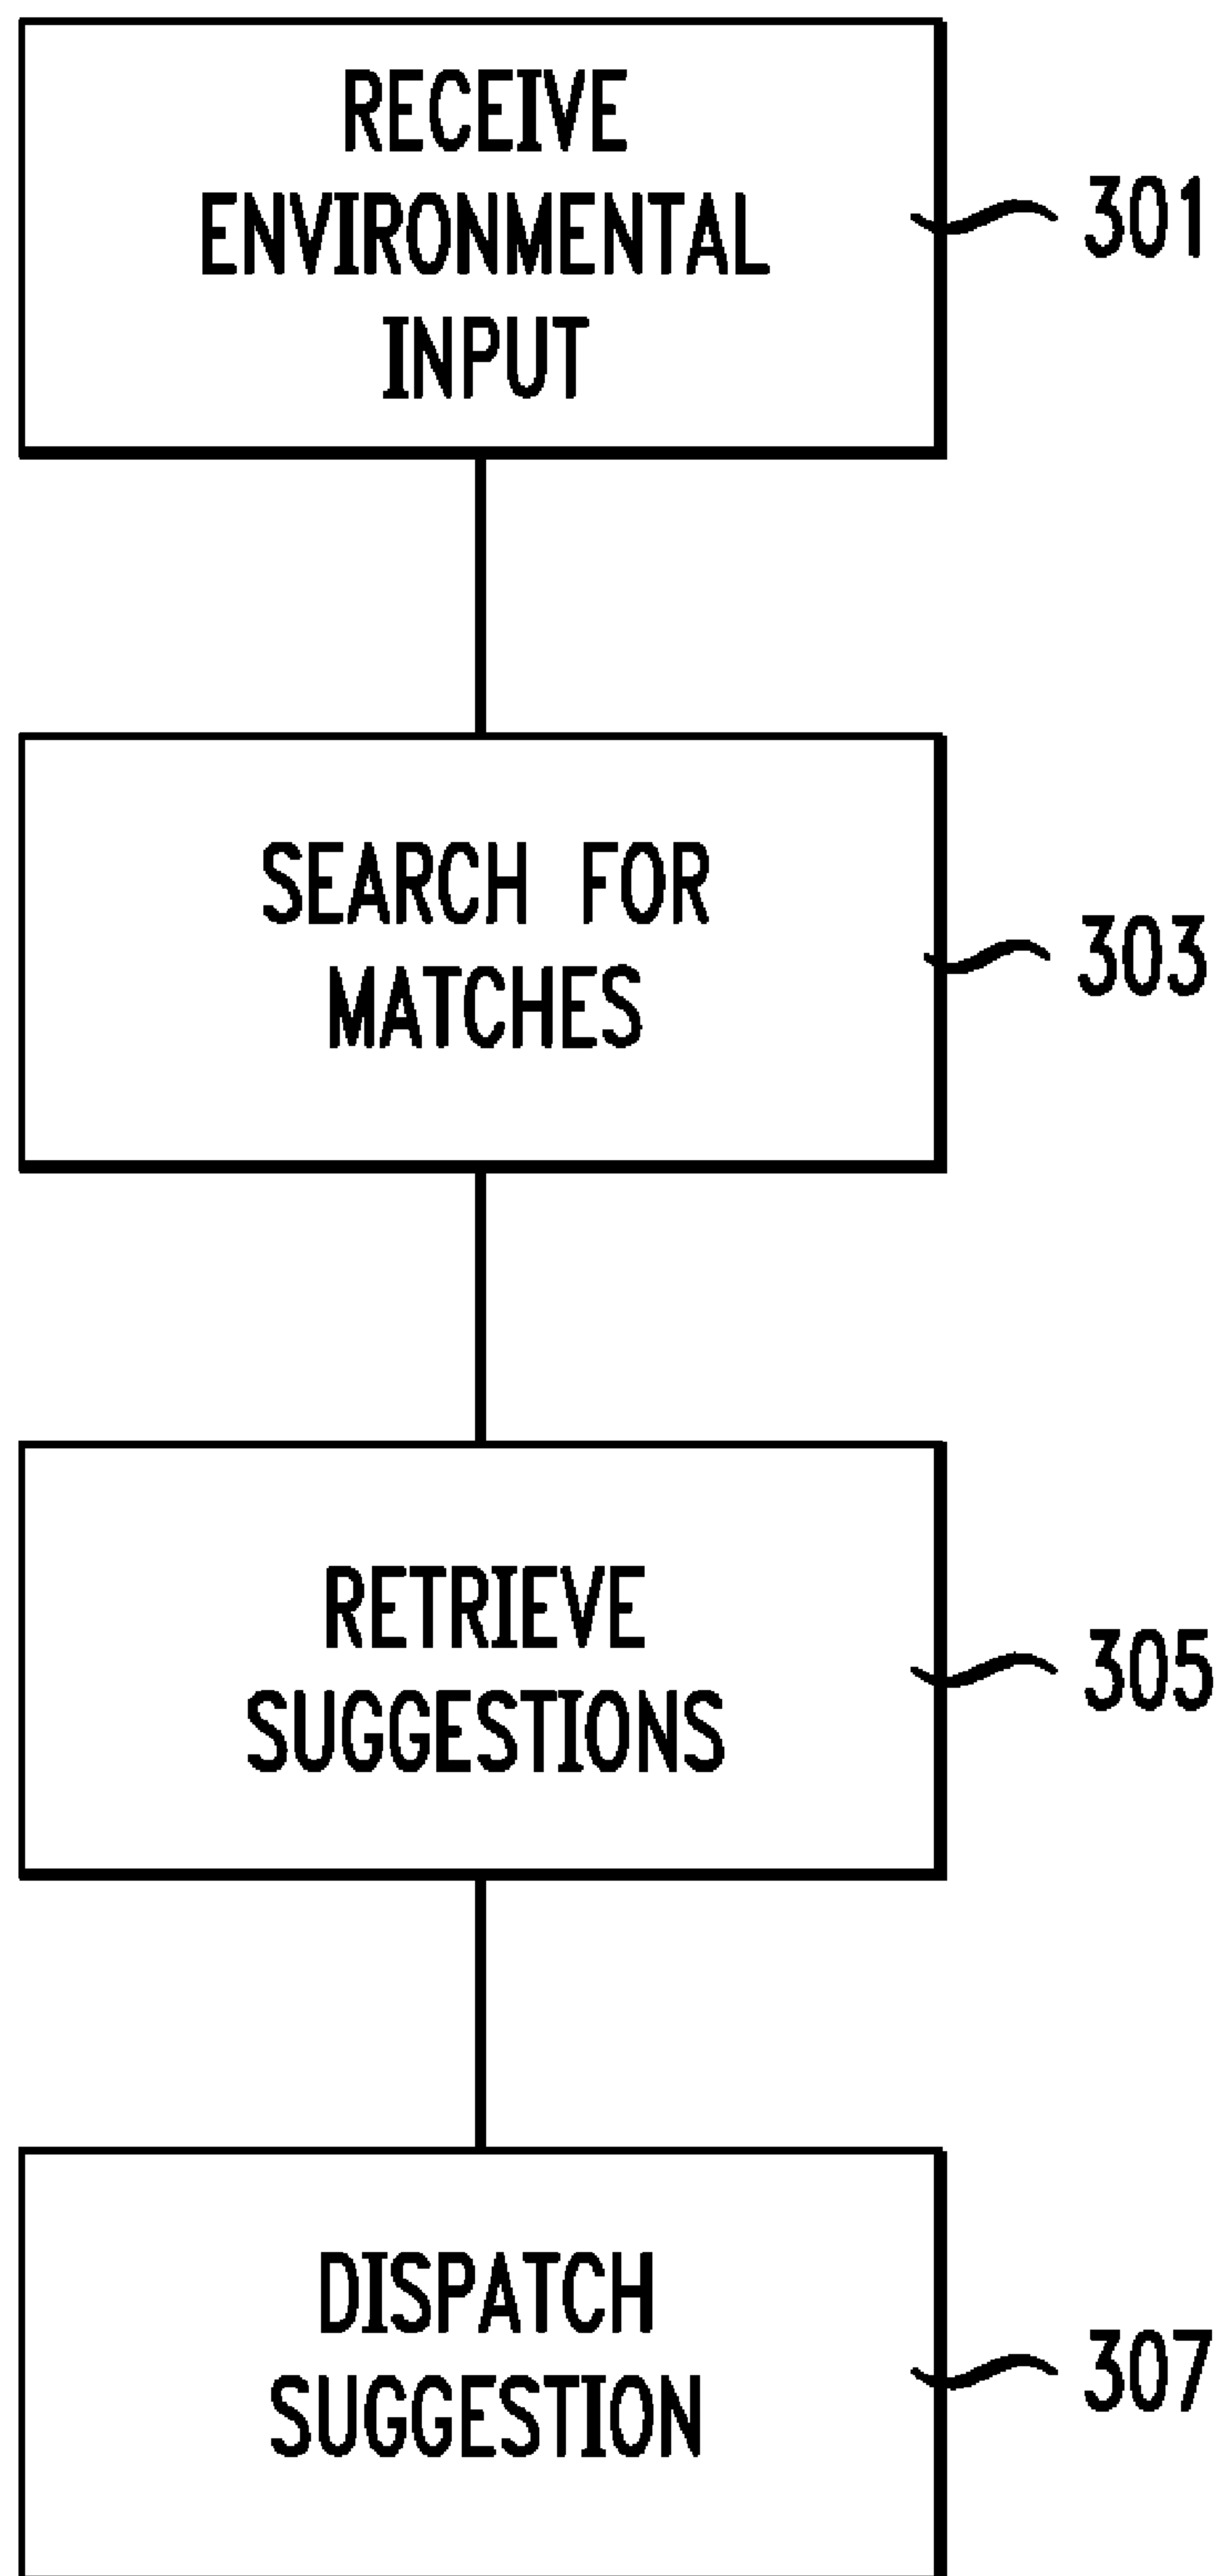 RECEIVE
ENVIRONMENTAL
INPUT
301
SEARCH FOR
MATCHES
303
RETRIEVE
SUGGESTIONS
305
DISPATCH
SUGGESTION
307